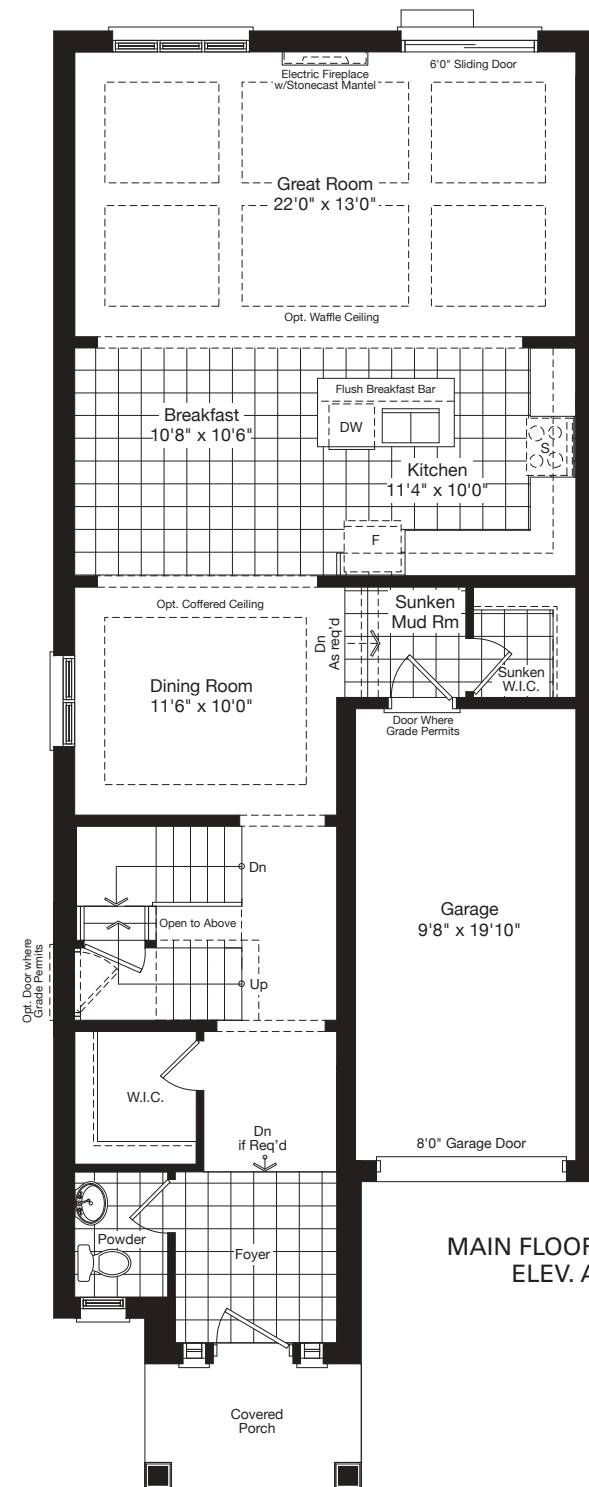 Electric Fireplace
w/Stonecast Mantel
6'0" Sliding Door
Great Room
22'0" x 13'0"
Opt. Waffle Ceiling
Flush Breakfast Bar
Breakfast
10'8" x 10'6"
DW
S
Kitchen
11'4" x 10'0"
F
Opt. Coffered Ceiling
Sunken
Mud Rm
Dn
As req'd
Sunken
W.I.C.
Dining Room
11'6" x 10'0"
Door Where
Grade Permits
Dn
Garage
9'8" x 19'10"
Open to Above
Opt. Door where
Grade Permits
Up
W.I.C.
Dn
if Req'd
8'0" Garage Door
Powder
Foyer
MAIN FLOOR
ELEV. A
Covered
Porch